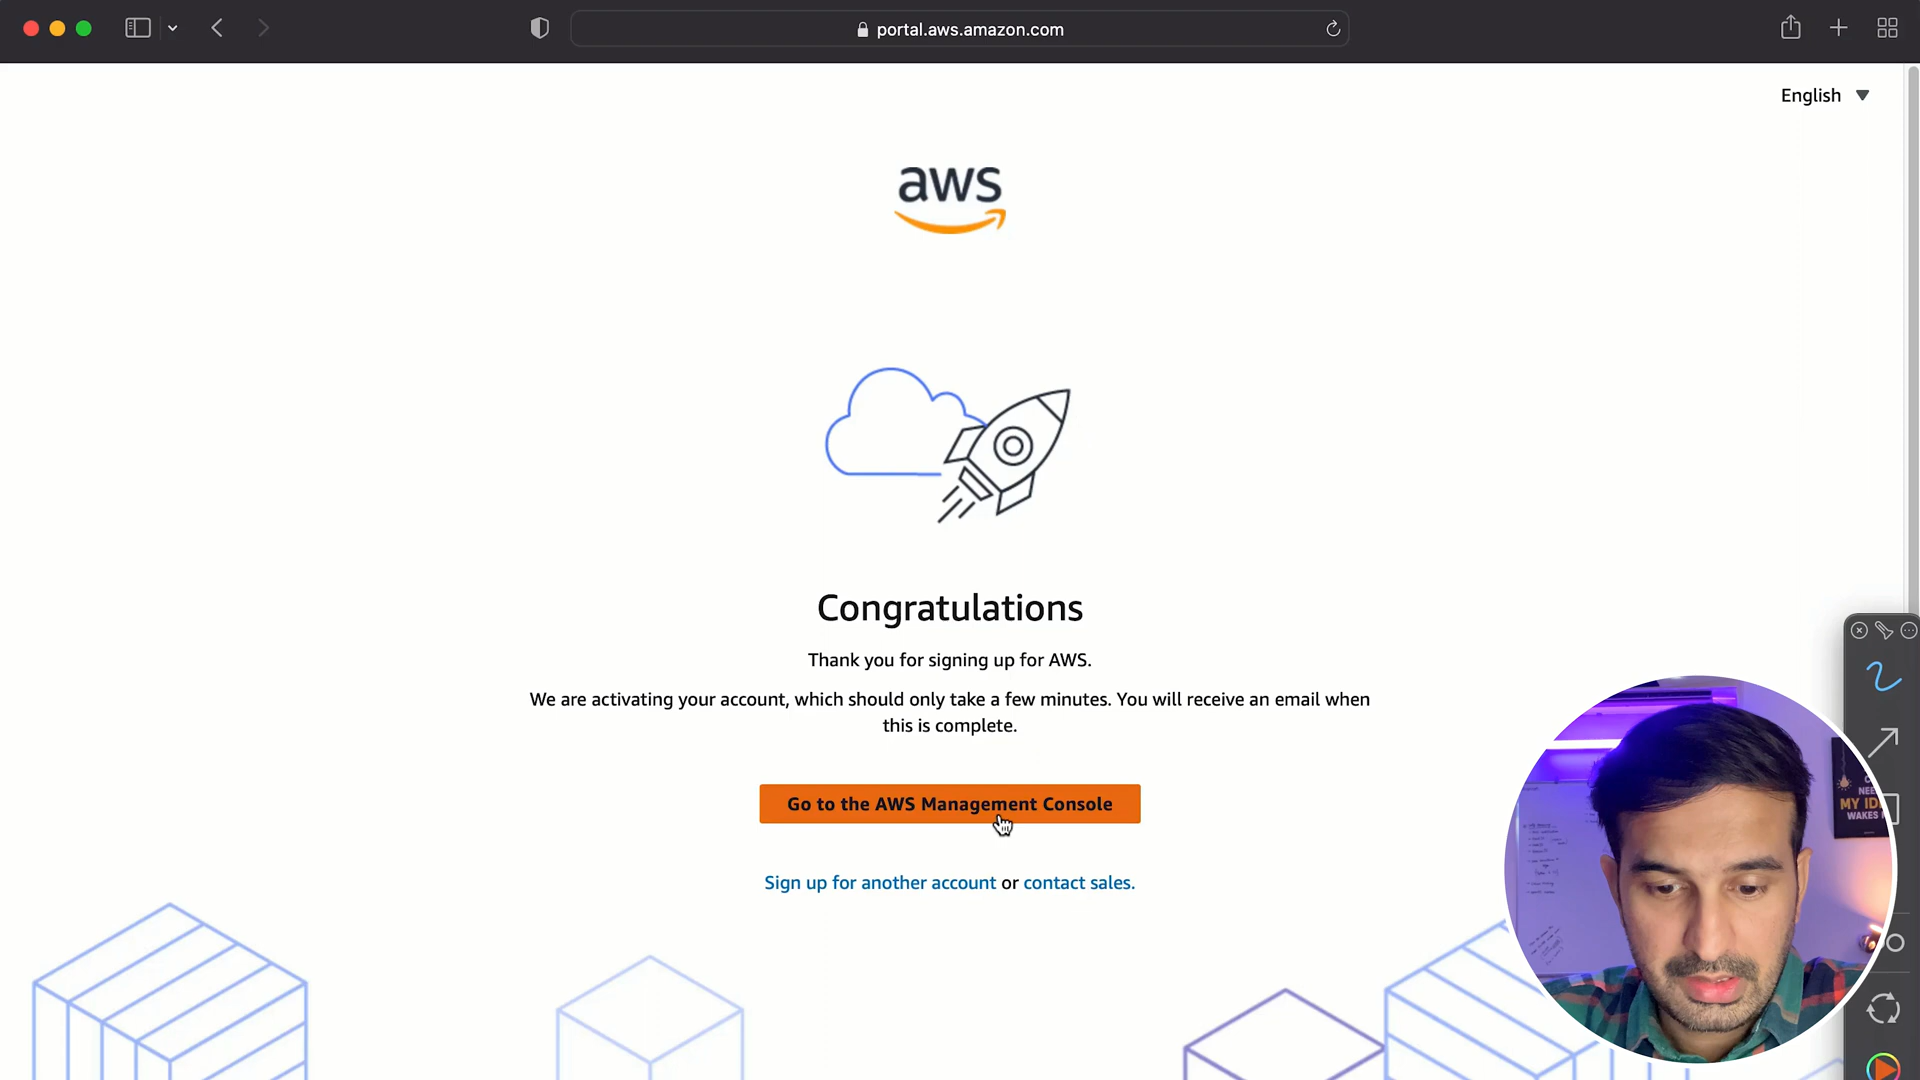 portal.aws.amazon.com
English
aws
Congratulations
Thank you for signing up for AWS.
We are activating your account, which should only take a few minutes. You will receive an email when
this is complete.
Go to the AWS Management Console
Sign up for another account or contact sales.
MY
WAKES